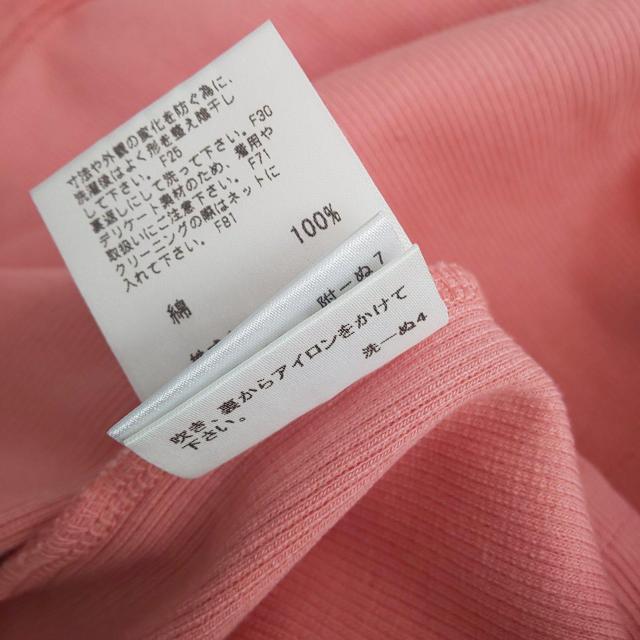 寸法や外観の変化を防ぐ為に、
洗濯後はよく形を整え陰干し
して下さい。F25
裏返しにして洗って下さい。F30
デリケートな素材のため、着用や
取扱いにご注意下さい。F71
クリーニングの際はネットに
入れて下さい。F81
綿 100%
附ーぬ7
吹き 裏からアイロンをかけて
下さい。
洗ーぬ4